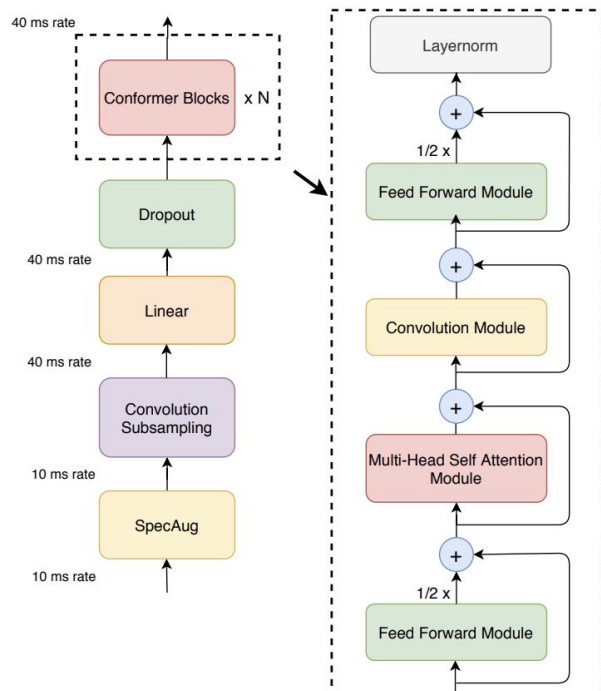 40 ms rate
Conformer Blocks
x N
Dropout
40 ms rate
Linear
40 ms rate
Convolution
Subsampling
10 ms rate
SpecAug
10 ms rate
Layernorm
+
1/2 x
Feed Forward Module
+
Convolution Module
+
Multi-Head Self Attention
Module
+
1/2 x
Feed Forward Module